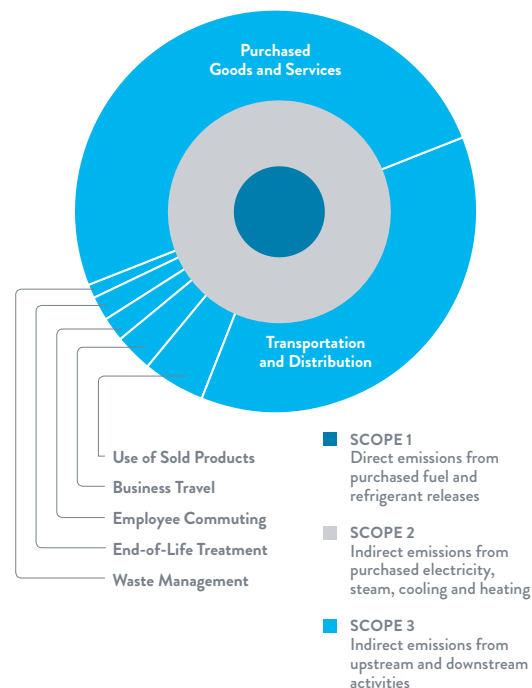 Purchased
Goods and Services
Transportation
and Distribution
Use of Sold Products
Business Travel
Employee Commuting
End-of-Life Treatment
Waste Management
SCOPE 1
Direct emissions from
purchased fuel and
refrigerant releases
SCOPE 2
Indirect emissions from
purchased electricity,
steam, cooling and heating
SCOPE 3
Indirect emissions from
upstream and downstream
activities